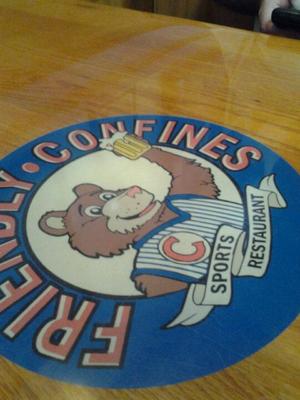 FRIENDLY • CONFINES
C
SPORTS
RESTAURANT